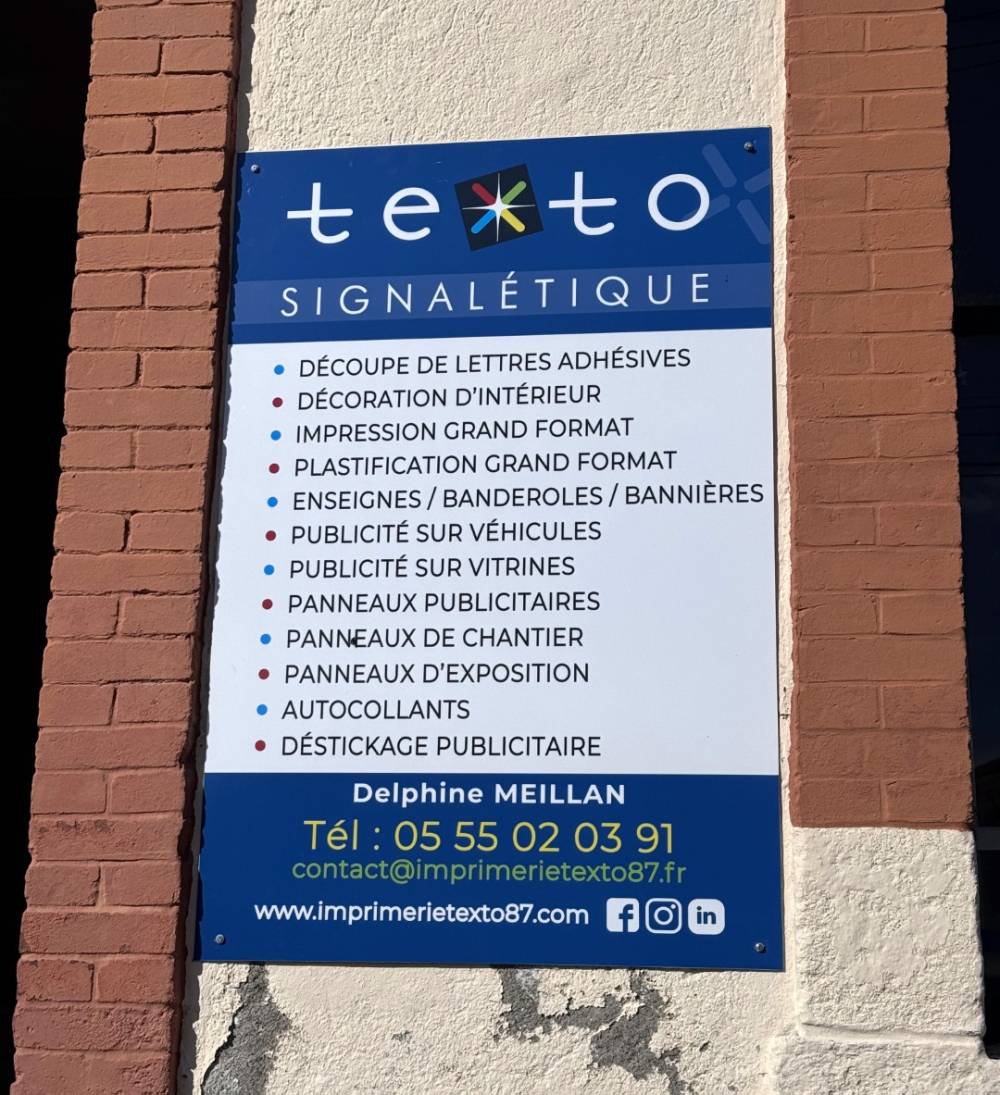 texto
SIGNALÉTIQUE
DÉCOUPE DE LETTRES ADHÉSIVES
DÉCORATION D'INTÉRIEUR
IMPRESSION GRAND FORMAT
PLASTIFICATION GRAND FORMAT
ENSEIGNES / BANDEROLES / BANNIÈRES
PUBLICITÉ SUR VÉHICULES
PUBLICITÉ SUR VITRINES
PANNEAUX PUBLICITAIRES
PANNEAUX DE CHANTIER
PANNEAUX D'EXPOSITION
AUTOCOLLANTS
DÉSTICKAGE PUBLICITAIRE
Delphine MEILLAN
Tél : 05 55 02 03 91
contact@imprimerietexto87.fr
www.imprimerietexto87.com